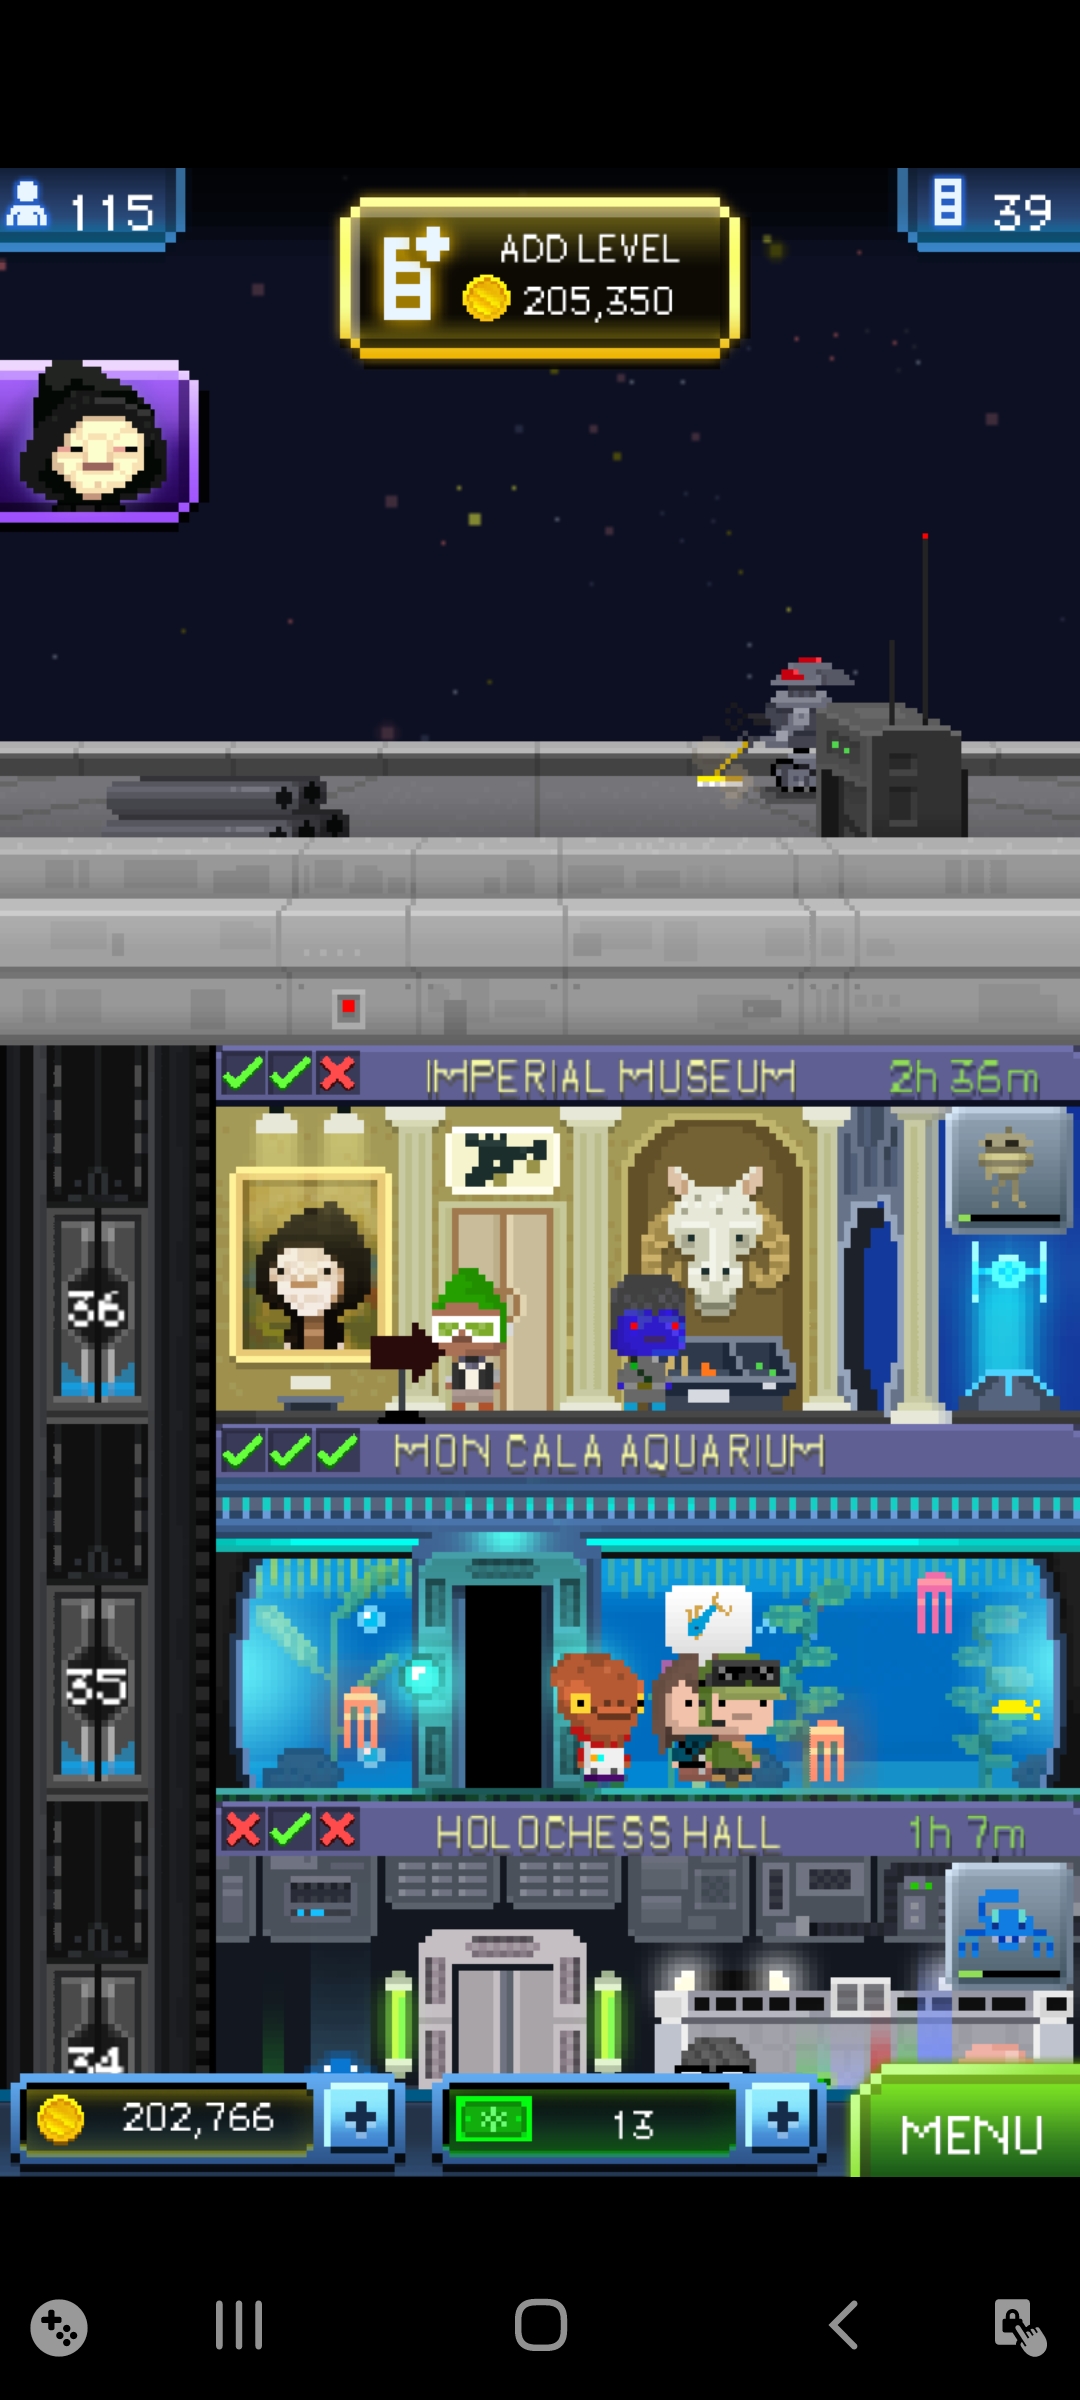 115
ADD LEVEL
205,350
39
IMPERIAL MUSEUM 2h 36m
36
MON CALA AQUARIUM
35
HOLOCHESS HALL 1h 7m
34
202,766
13
MENU